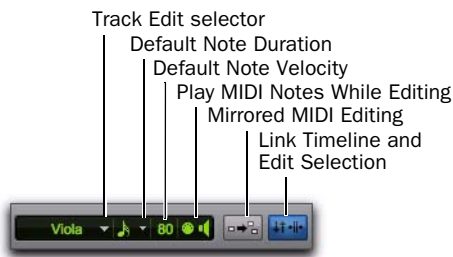 Track Edit selector
Default Note Duration
Default Note Velocity
Play MIDI Notes While Editing
Mirrored MIDI Editing
Link Timeline and
Edit Selection
Viola 80